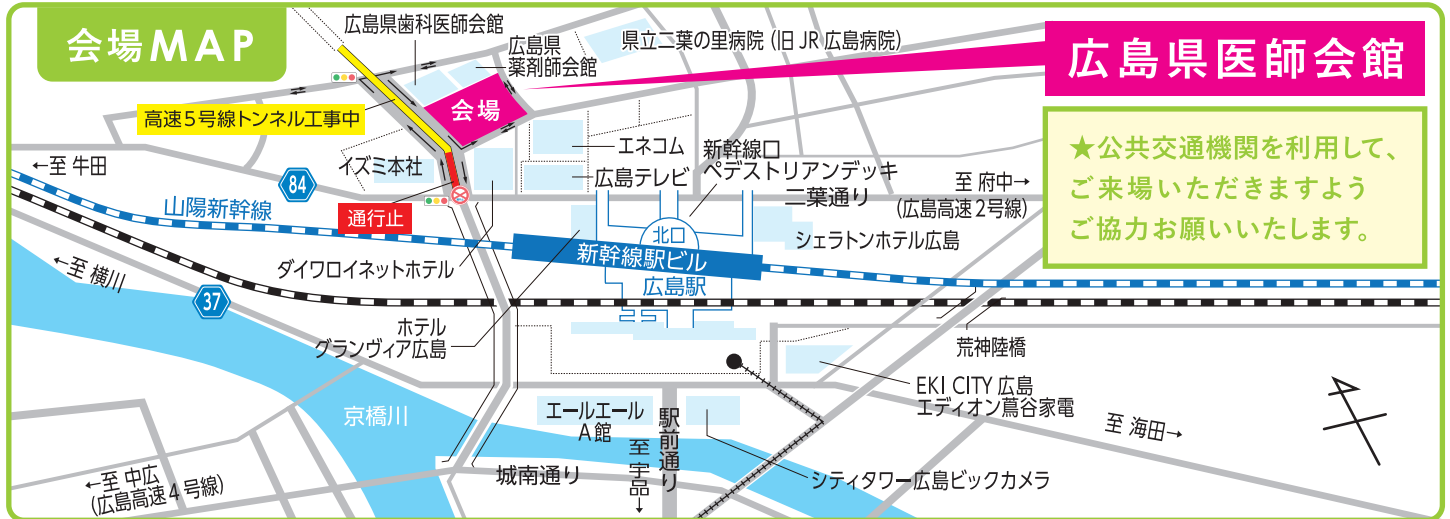 会場MAP
広島県歯科医師会館
広島県
薬剤師会館
県立二葉の里病院(旧JR広島病院)
広島県医師会館
会場
高速5号線トンネル工事中
★公共交通機関を利用して、
ご来場いただきますよう
ご協力お願いいたします。
←至 牛田
84
イズミ本社
エネコム
広島テレビ
新幹線口
ペデストリアンデッキ
二葉通り
至 府中→
(広島高速2号線)
山陽新幹線
通行止
北口
シェラトンホテル広島
新幹線駅ビル
広島駅
ダイワロイネットホテル
←至 横川
37
ホテル
グランヴィア広島
荒神陸橋
EKI CITY 広島
エディオン蔦谷家電
京橋川
エールエール
A館
駅前通り
至 宇品→
至 海田→
城南通り
シティタワー広島ビックカメラ
←至 中広
(広島高速4号線)